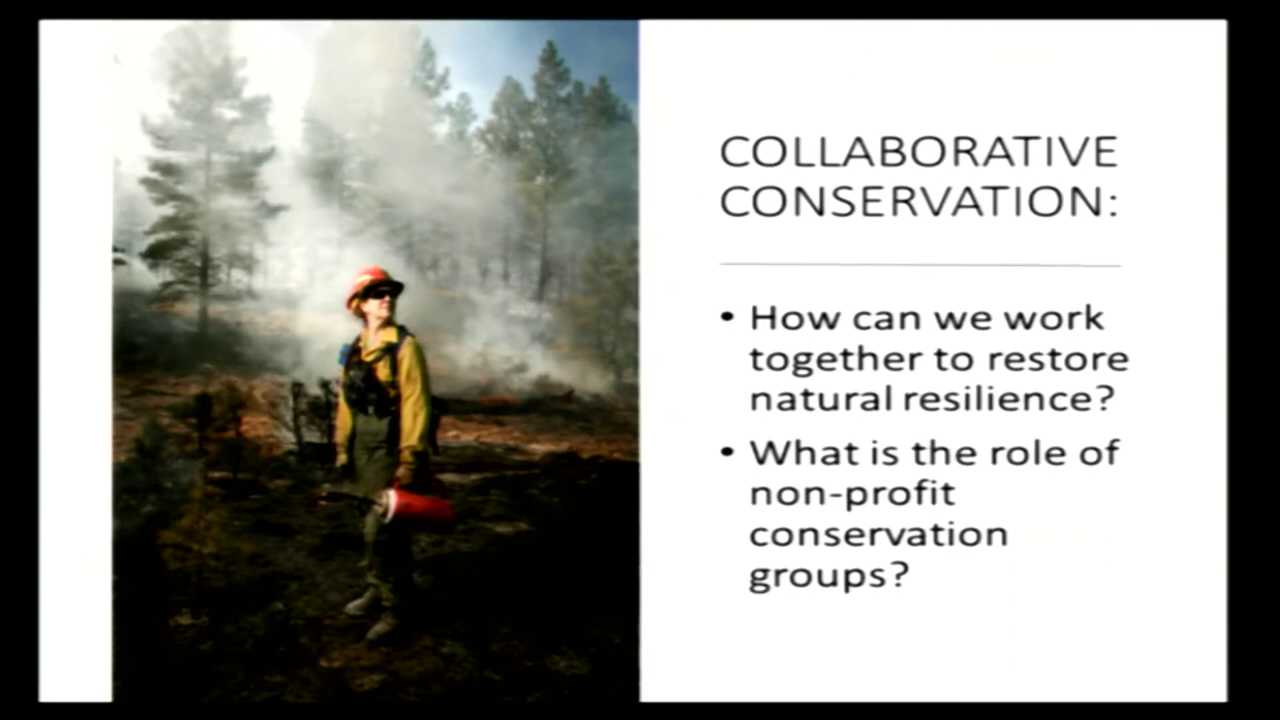 COLLABORATIVE
CONSERVATION:
• How can we work
together to restore
natural resilience?
• What is the role of
non-profit
conservation
groups?